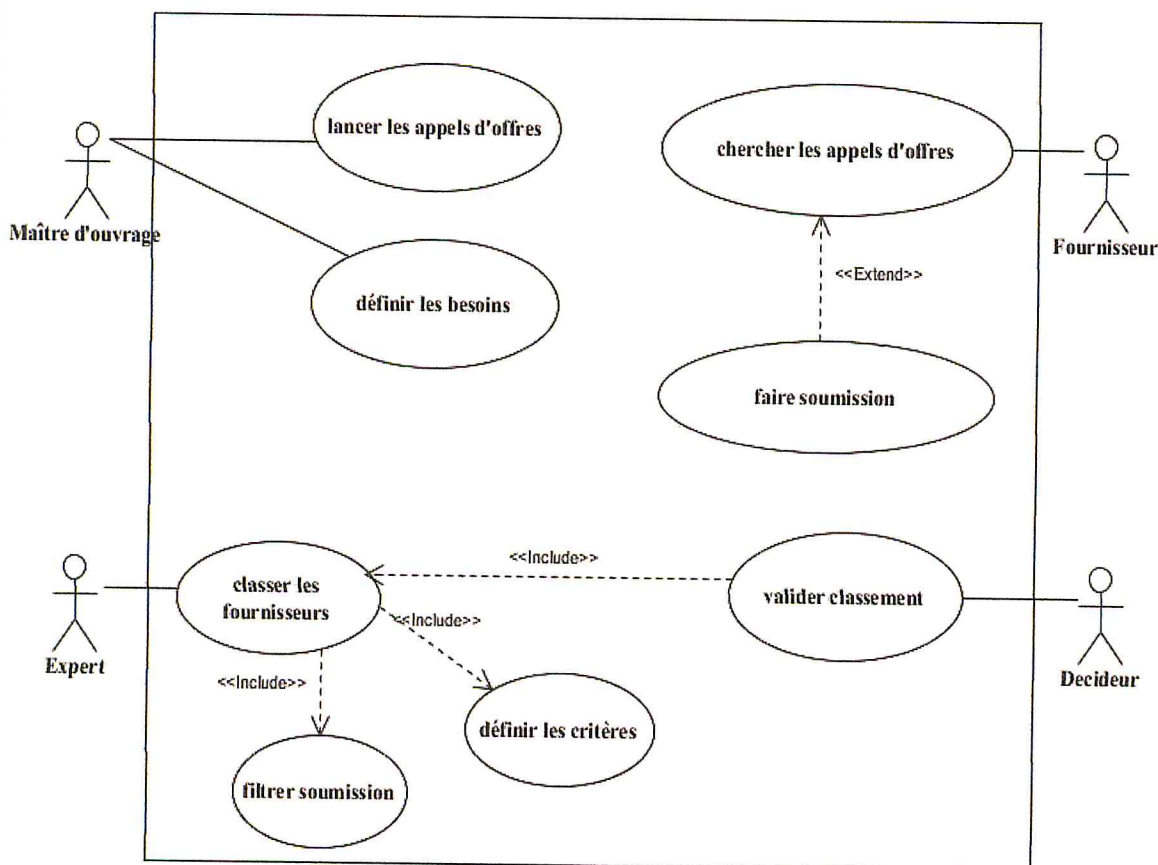 lancer les appels d'offres
chercher les appels d'offres
Maître d'ouvrage
Fournisseur
<<Extend>>
définir les besoins
faire soumission
<<Include>>
classer les
fournisseurs
valider classement
<<Include>>
Expert
Decideur
<<Include>>
définir les critères
filtrer soumission